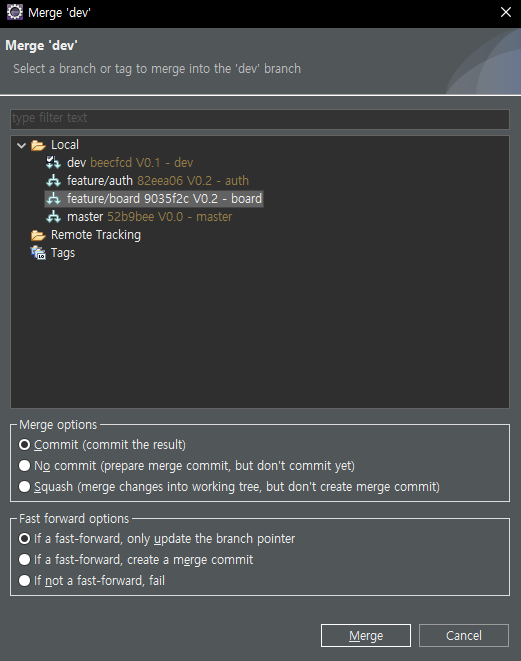 Merge 'dev'
Merge 'dev'
Select a branch or tag to merge into the 'dev' branch
type filter text
Local
dev beecfcd V0.1 - dev
feature/auth 82eea06 V0.2 - auth
feature/board 9035f2c V0.2 - board
master 52b9bee V0.0 - master
Remote Tracking
Tags
Merge options
Commit (commit the result)
No commit (prepare merge commit, but don't commit yet)
Squash (merge changes into working tree, but don't create merge commit)
Fast forward options
If a fast-forward, only update the branch pointer
If a fast-forward, create a merge commit
If not a fast-forward, fail
Merge
Cancel